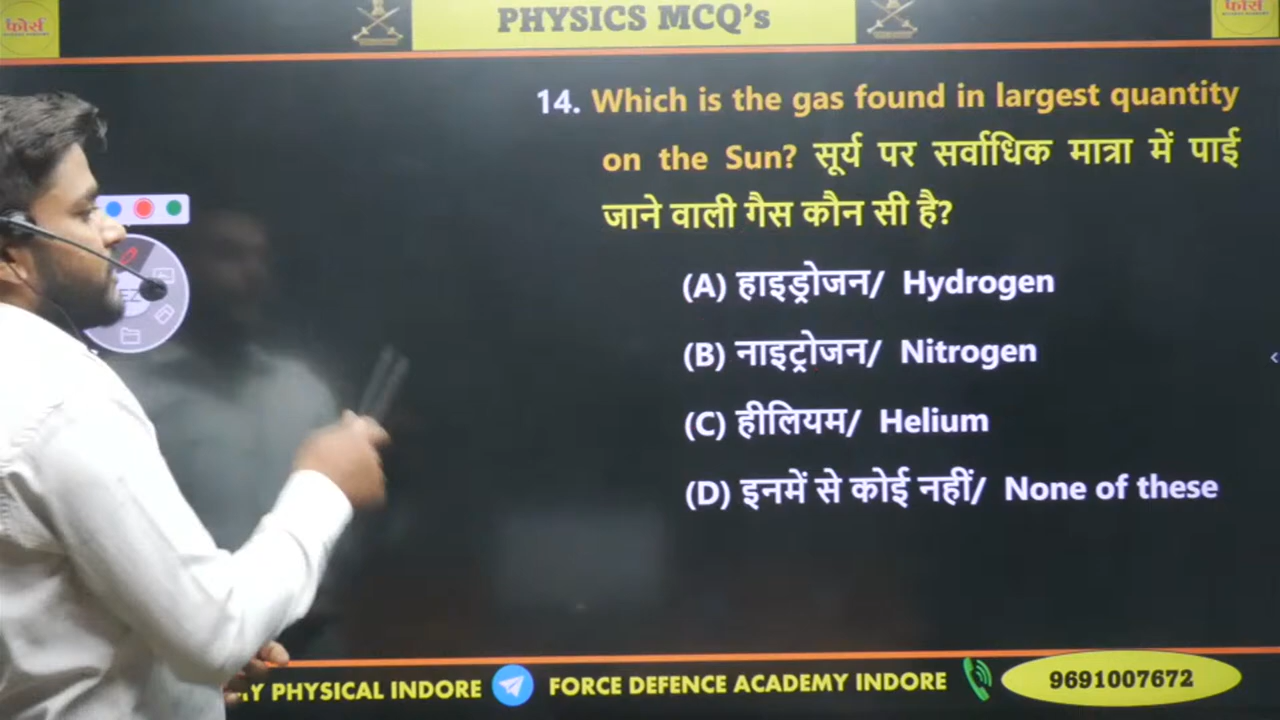 फोर्स
PHYSICS MCQ's
फोर्स
14. Which is the gas found in largest quantity
on the Sun? सूर्य पर सर्वाधिक मात्रा में पाई
जाने वाली गैस कौन सी है?
(A) हाइड्रोजन/ Hydrogen
(B) नाइट्रोजन/ Nitrogen
(C) हीलियम/ Helium
(D) इनमें से कोई नहीं/ None of these
PHYSICAL INDORE
FORCE DEFENCE ACADEMY INDORE
9691007672